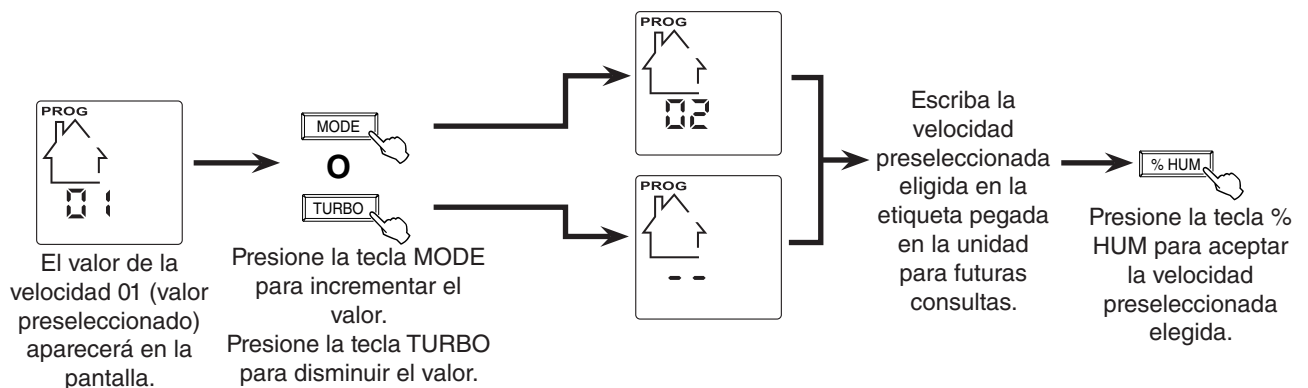 PROG
01
El valor de la
velocidad 01 (valor
preseleccionado)
aparecerá en la
pantalla.
MODE
O
TURBO
Presione la tecla MODE
para incrementar el
valor.
Presione la tecla TURBO
para disminuir el valor.
PROG
02
PROG
- -
Escriba la
velocidad
preseleccionada
eligida en la
etiqueta pegada
en la unidad
para futuras
consultas.
% HUM
Presione la tecla %
HUM para aceptar
la velocidad
preseleccionada
elegida.